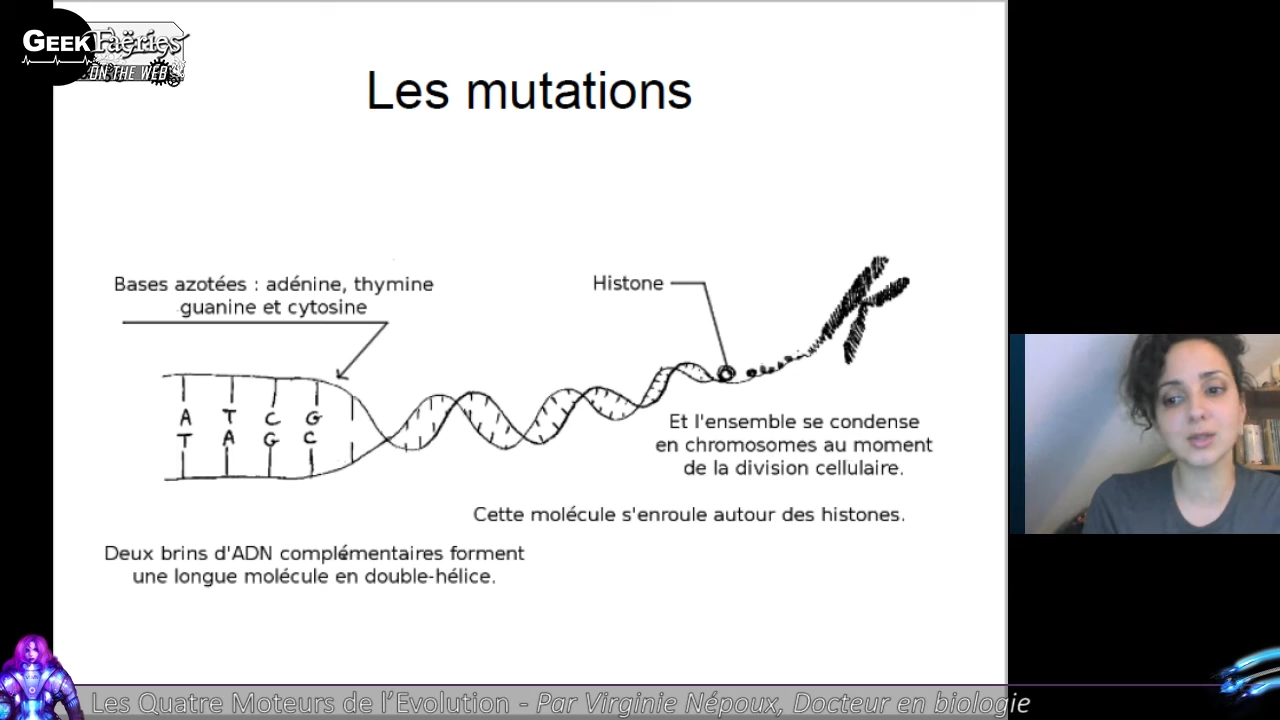 GEEK Faëries
ON THE WEB
Les mutations
Bases azotées : adénine, thymine
guanine et cytosine
Histone
A T C G
T A G C
Et l'ensemble se condense
en chromosomes au moment
de la division cellulaire.
Cette molécule s'enroule autour des histones.
Deux brins d'ADN complémentaires forment
une longue molécule en double-hélice.
Les Quatre Moteurs de l'Evolution - Par Virginie Népoux, Docteur en biologie